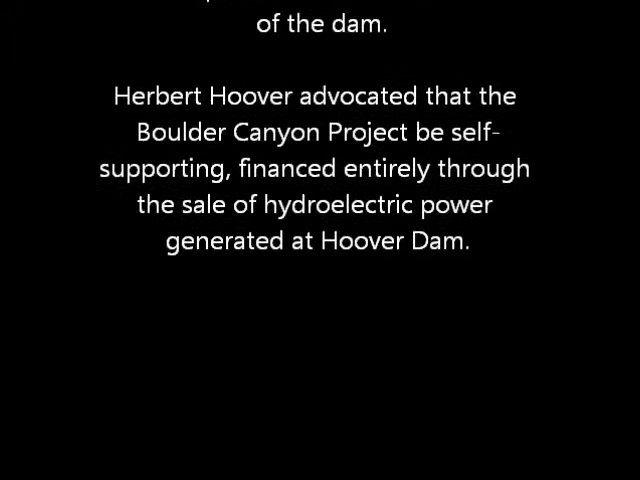 of the dam.
Herbert Hoover advocated that the
Boulder Canyon Project be self-
supporting, financed entirely through
the sale of hydroelectric power
generated at Hoover Dam.